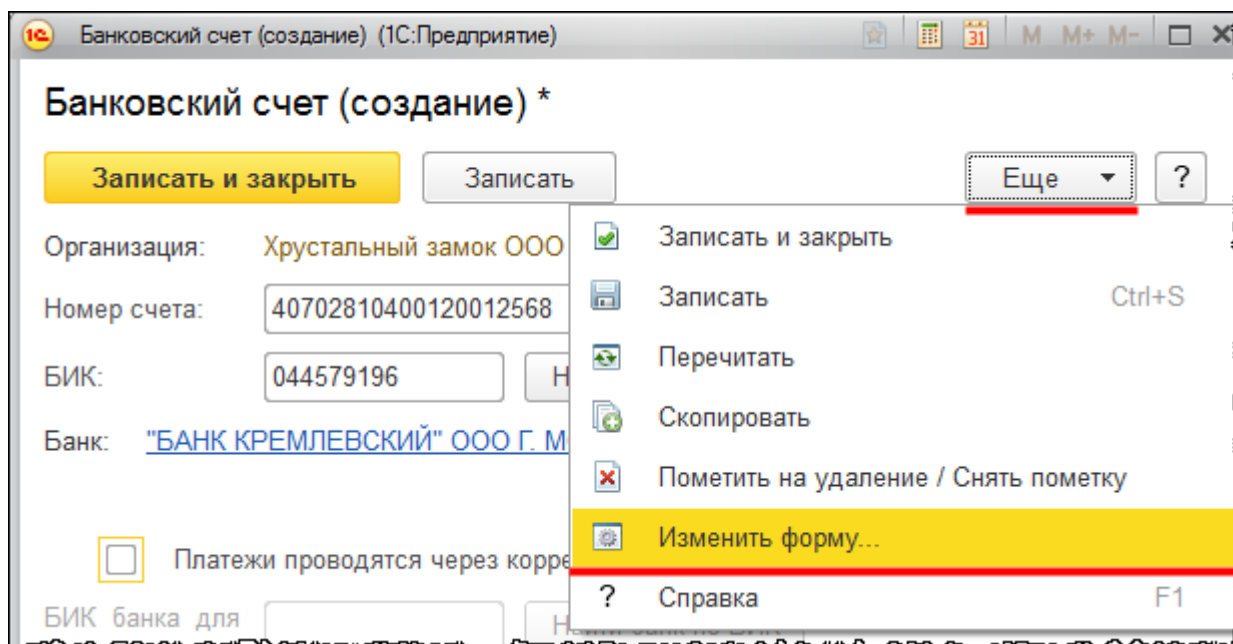 1С Банковский счет (создание) (1С:Предприятие) 31 M M+ M-
Банковский счет (создание) *
Записать и закрыть Записать Еще ?
Организация: Хрустальный замок ООО
Номер счета: 40702810400120012568
БИК: 044579196 Н
Банк: "БАНК КРЕМЛЕВСКИЙ" ООО Г. М
Платежи проводятся через корре
БИК банка для
Записать и закрыть
Записать Ctrl+S
Перечитать
Скопировать
Пометить на удаление / Снять пометку
Изменить форму...
? Справка F1